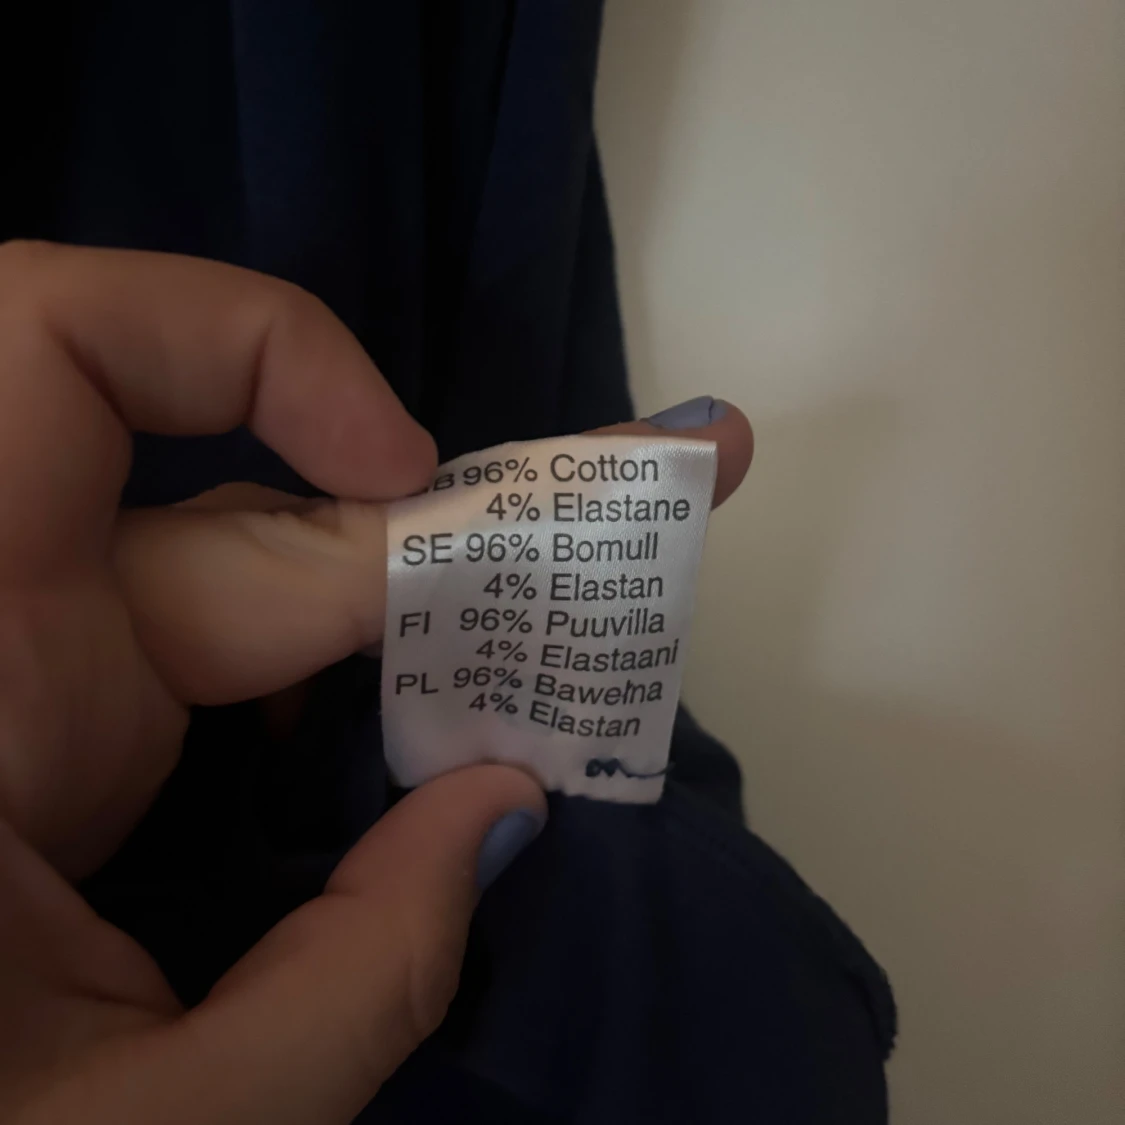 96% Cotton
4% Elastane
SE 96% Bomull
4% Elastan
FI 96% Puuvilla
4% Elastaani
PL 96% Bawełna
4% Elastan